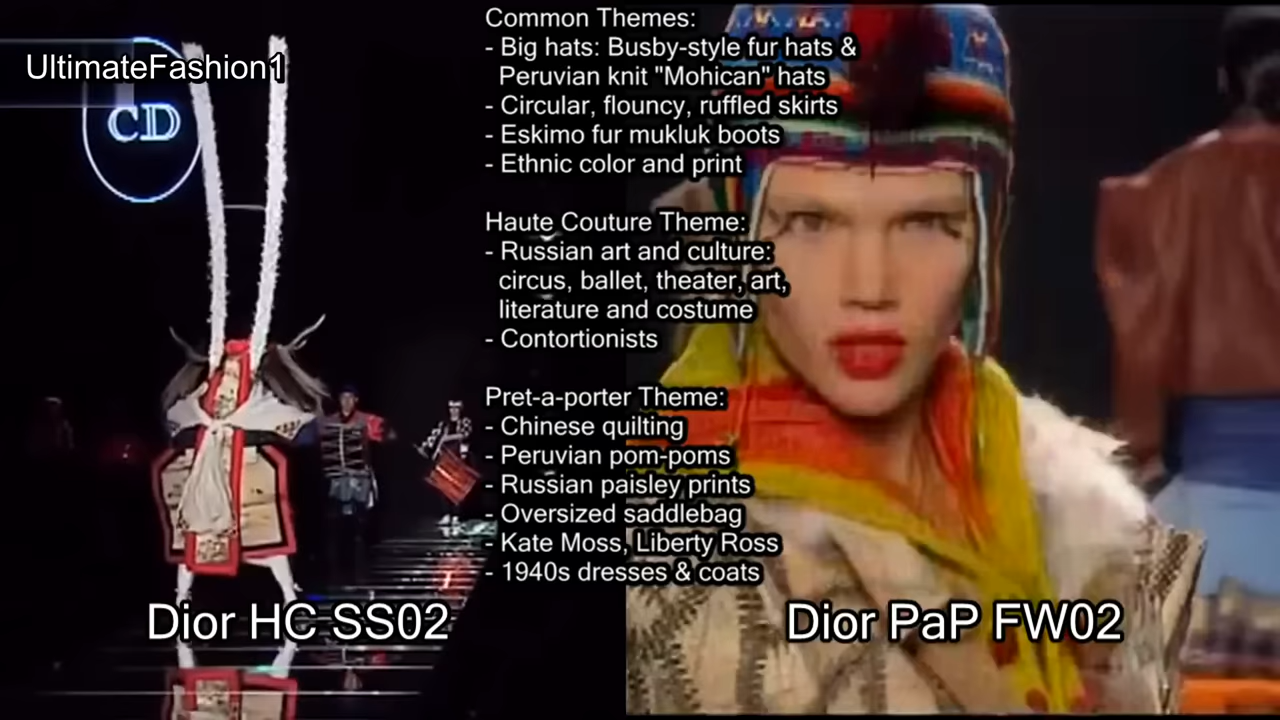 UltimateFashion1
CD
Common Themes:
- Big hats: Busby-style fur hats &
Peruvian knit "Mohican" hats
- Circular, flouncy, ruffled skirts
- Eskimo fur mukluk boots
- Ethnic color and print
Haute Couture Theme:
- Russian art and culture:
circus, ballet, theater, art,
literature and costume
- Contortionists
Pret-a-porter Theme:
- Chinese quilting
- Peruvian pom-poms
- Russian paisley prints
- Oversized saddlebag
- Kate Moss, Liberty Ross
- 1940s dresses & coats
Dior HC SS02
Dior PaP FW02